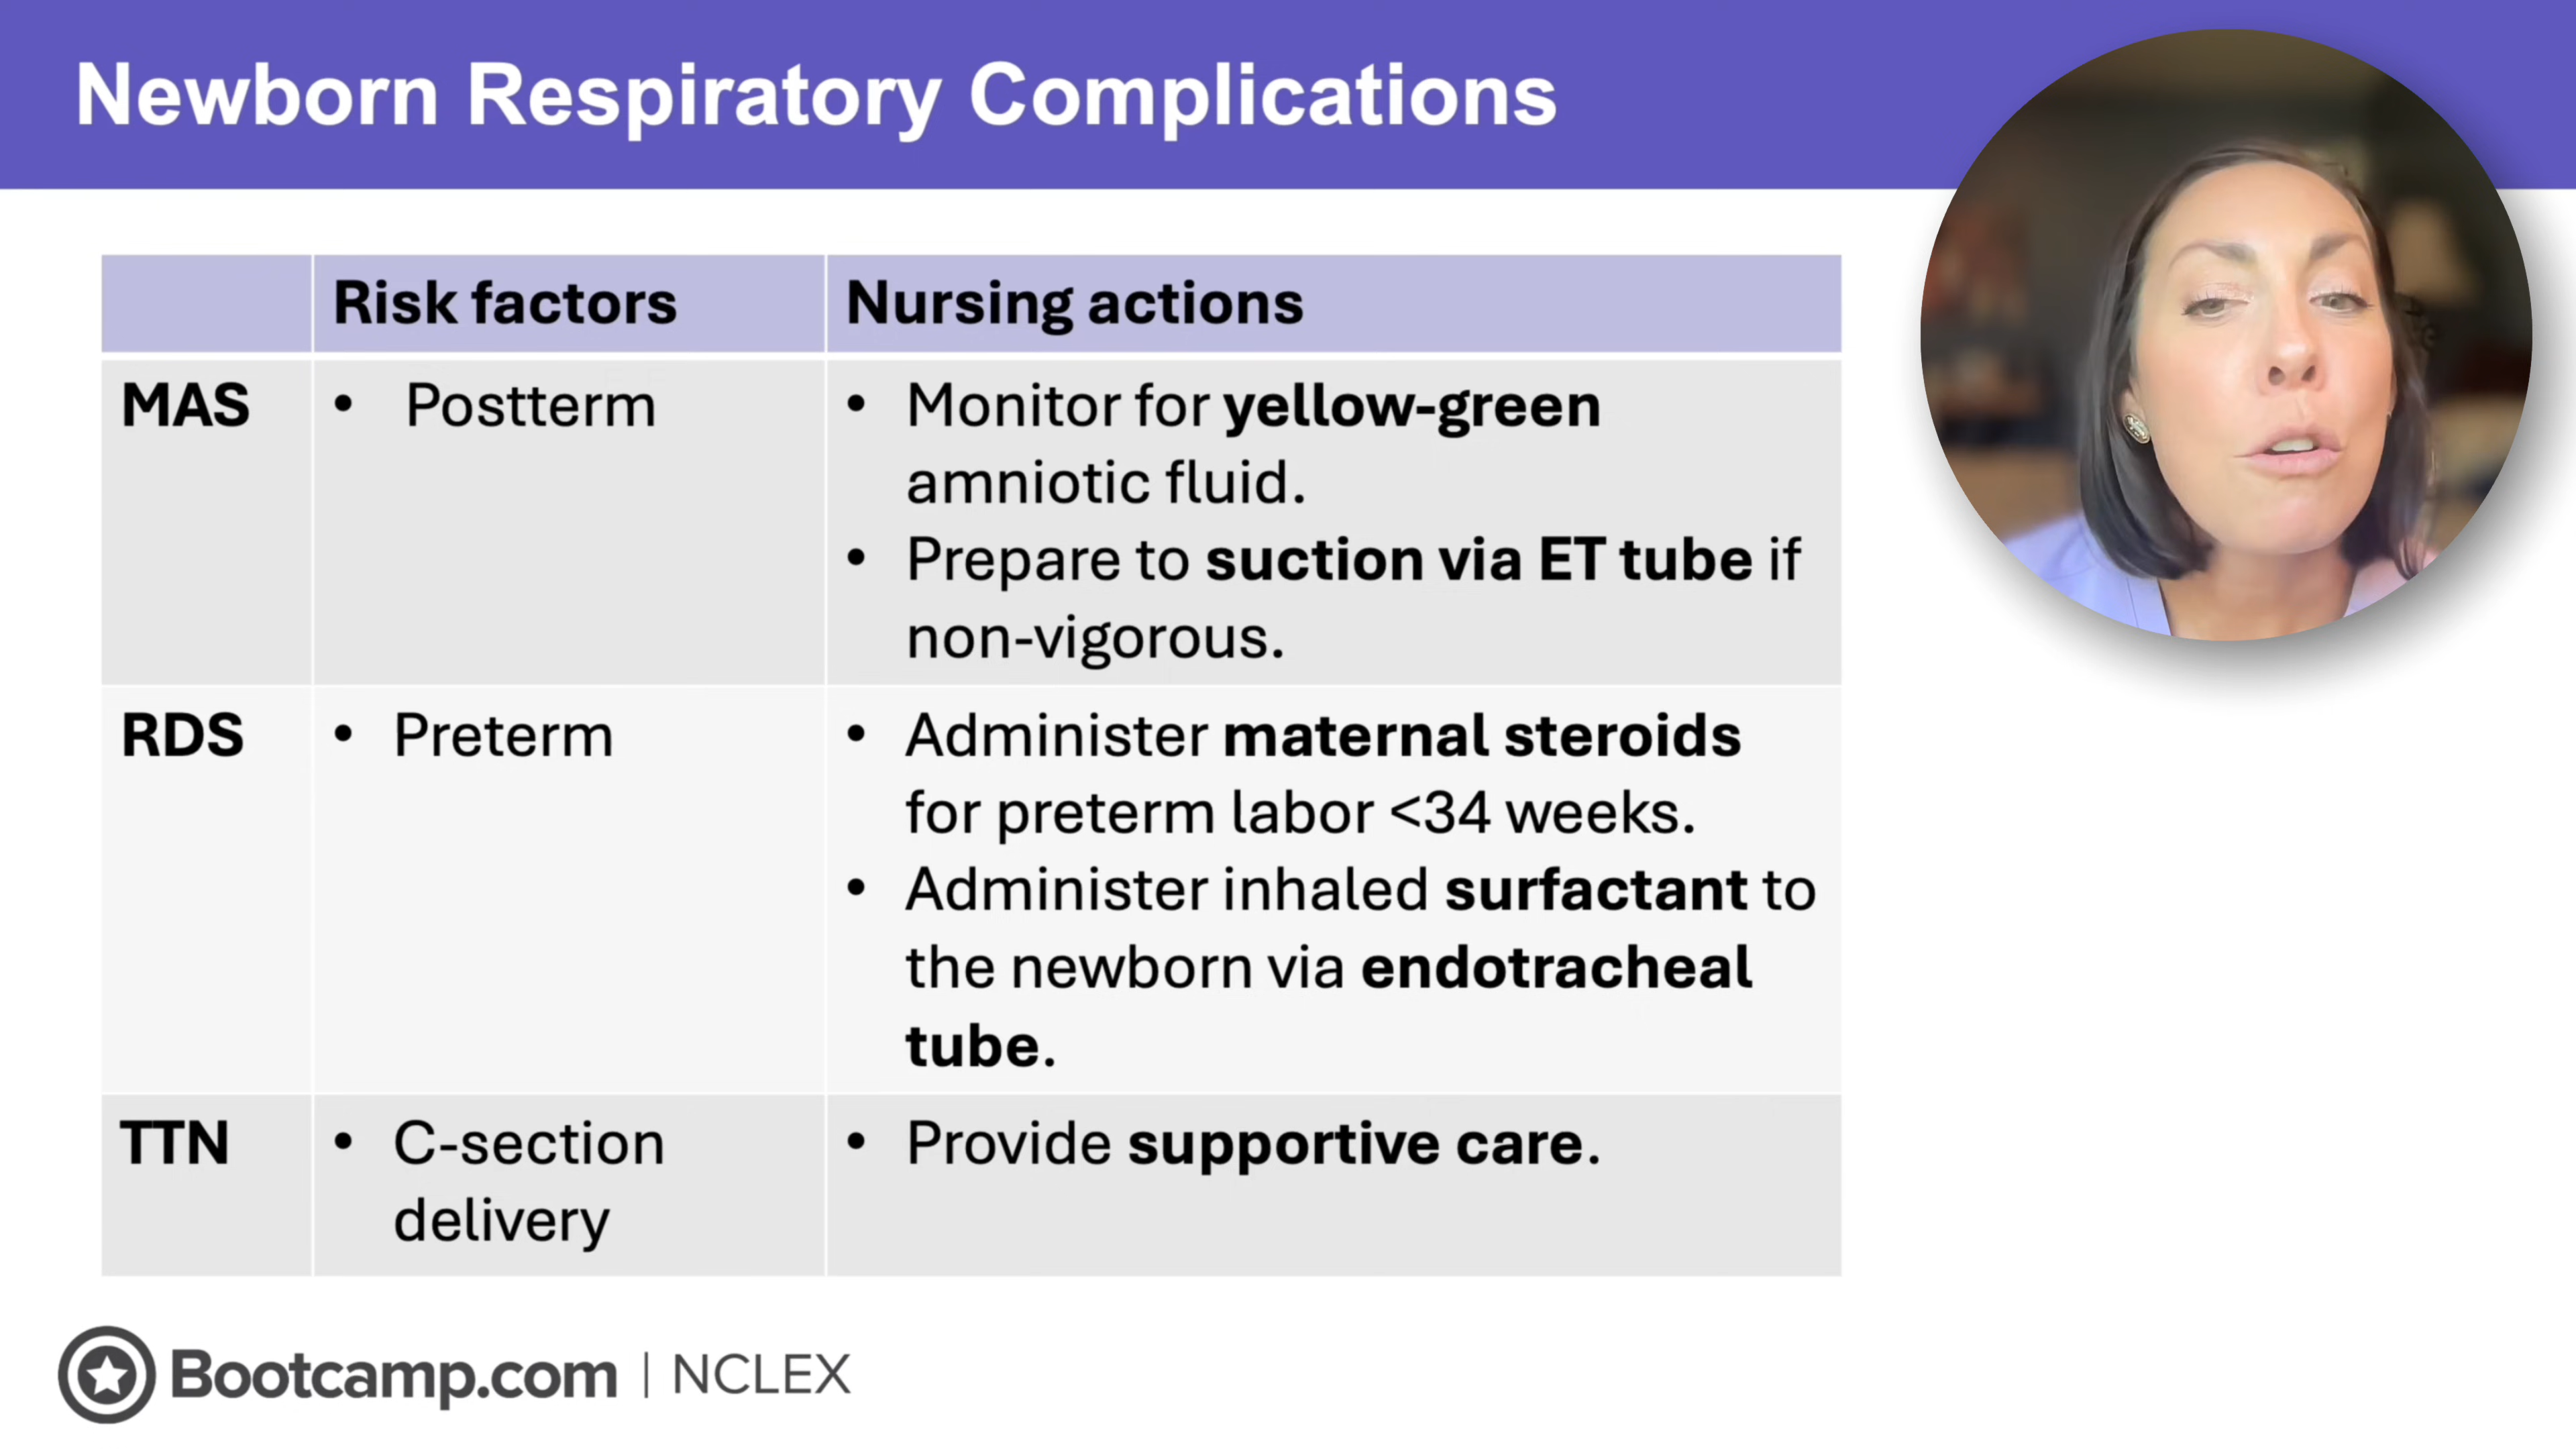 Newborn Respiratory Complications
Risk factors
Nursing actions
MAS
• Postterm
• Monitor for yellow-green
amniotic fluid.
• Prepare to suction via ET tube if
non-vigorous.
RDS
• Preterm
• Administer maternal steroids
for preterm labor <34 weeks.
• Administer inhaled surfactant to
the newborn via endotracheal
tube.
TTN
• C-section
delivery
• Provide supportive care.
Bootcamp.com | NCLEX